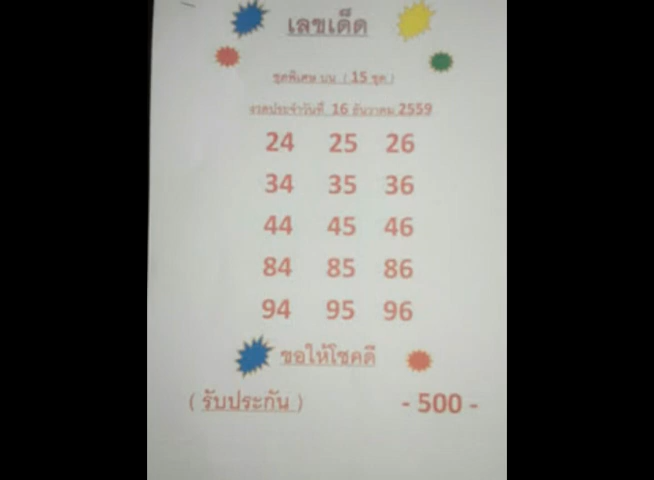 เลขเด็ด
ชุดพิเศษ บน ( 15 ชุด )
งวดประจำวันที่ 16 ธันวาคม 2559
24 25 26
34 35 36
44 45 46
84 85 86
94 95 96
ขอให้โชคดี
( รับประกัน ) - 500 -